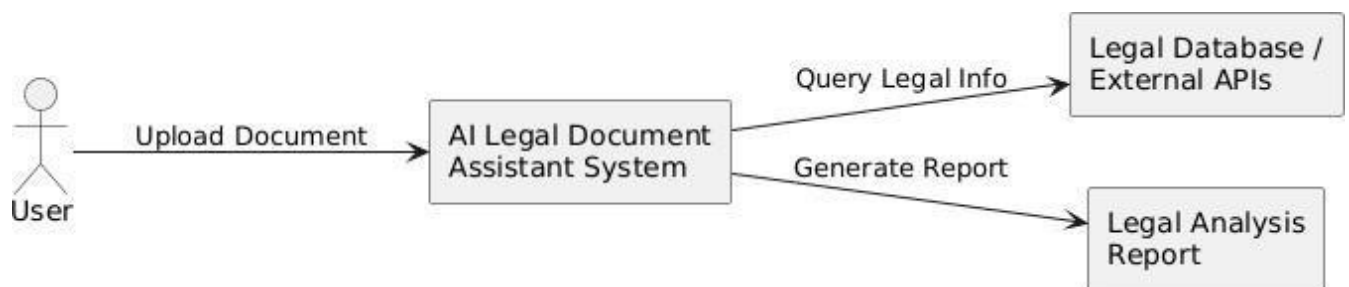 User
Upload Document
AI Legal Document
Assistant System
Query Legal Info
Generate Report
Legal Database /
External APIs
Legal Analysis
Report